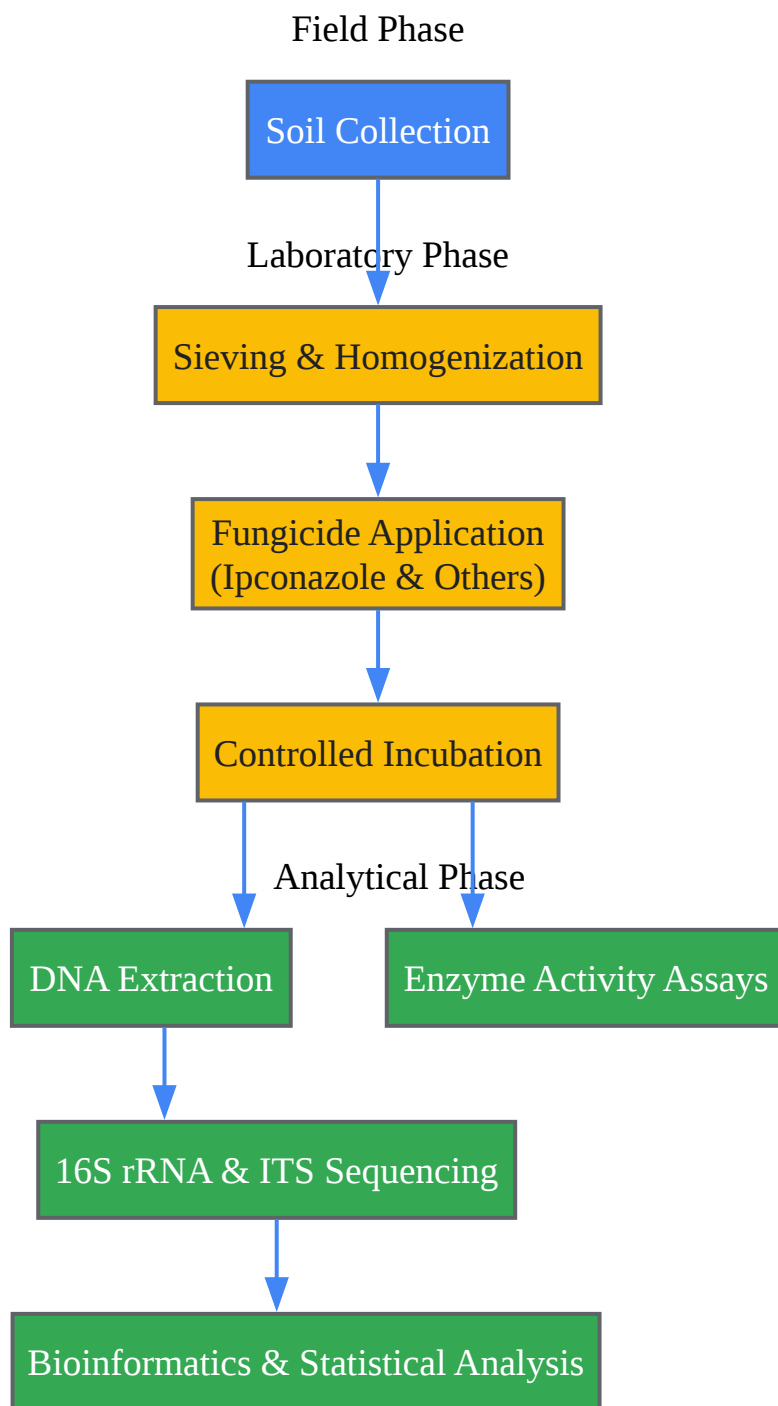 Field Phase
Soil Collection
Laboratory Phase
Sieving & Homogenization
Fungicide Application
(Ipconazole & Others)
Controlled Incubation
Analytical Phase
DNA Extraction
Enzyme Activity Assays
16S rRNA & ITS Sequencing
Bioinformatics & Statistical Analysis